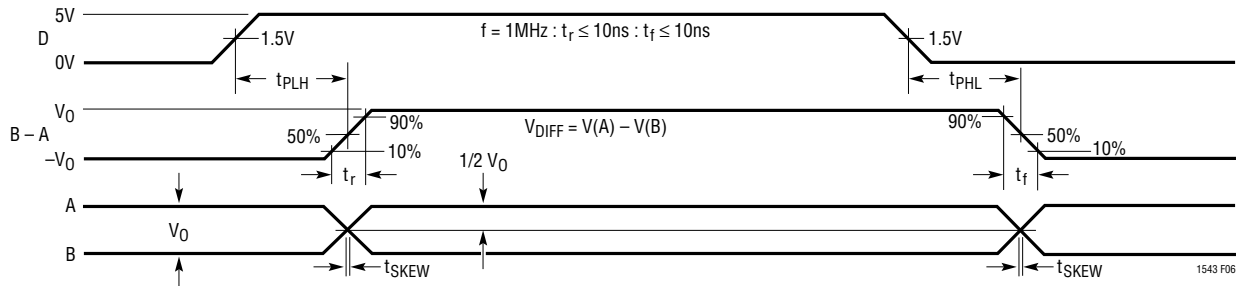 5V
D
1.5V
f = 1MHz : tr ≤ 10ns : tf ≤ 10ns
1.5V
0V
tPLH
tPHL
VO
B – A
50%
90%
VDIFF = V(A) – V(B)
90%
50%
–VO
10%
10%
tr
1/2 VO
tf
A
VO
B
tSKEW
tSKEW
1543 F06